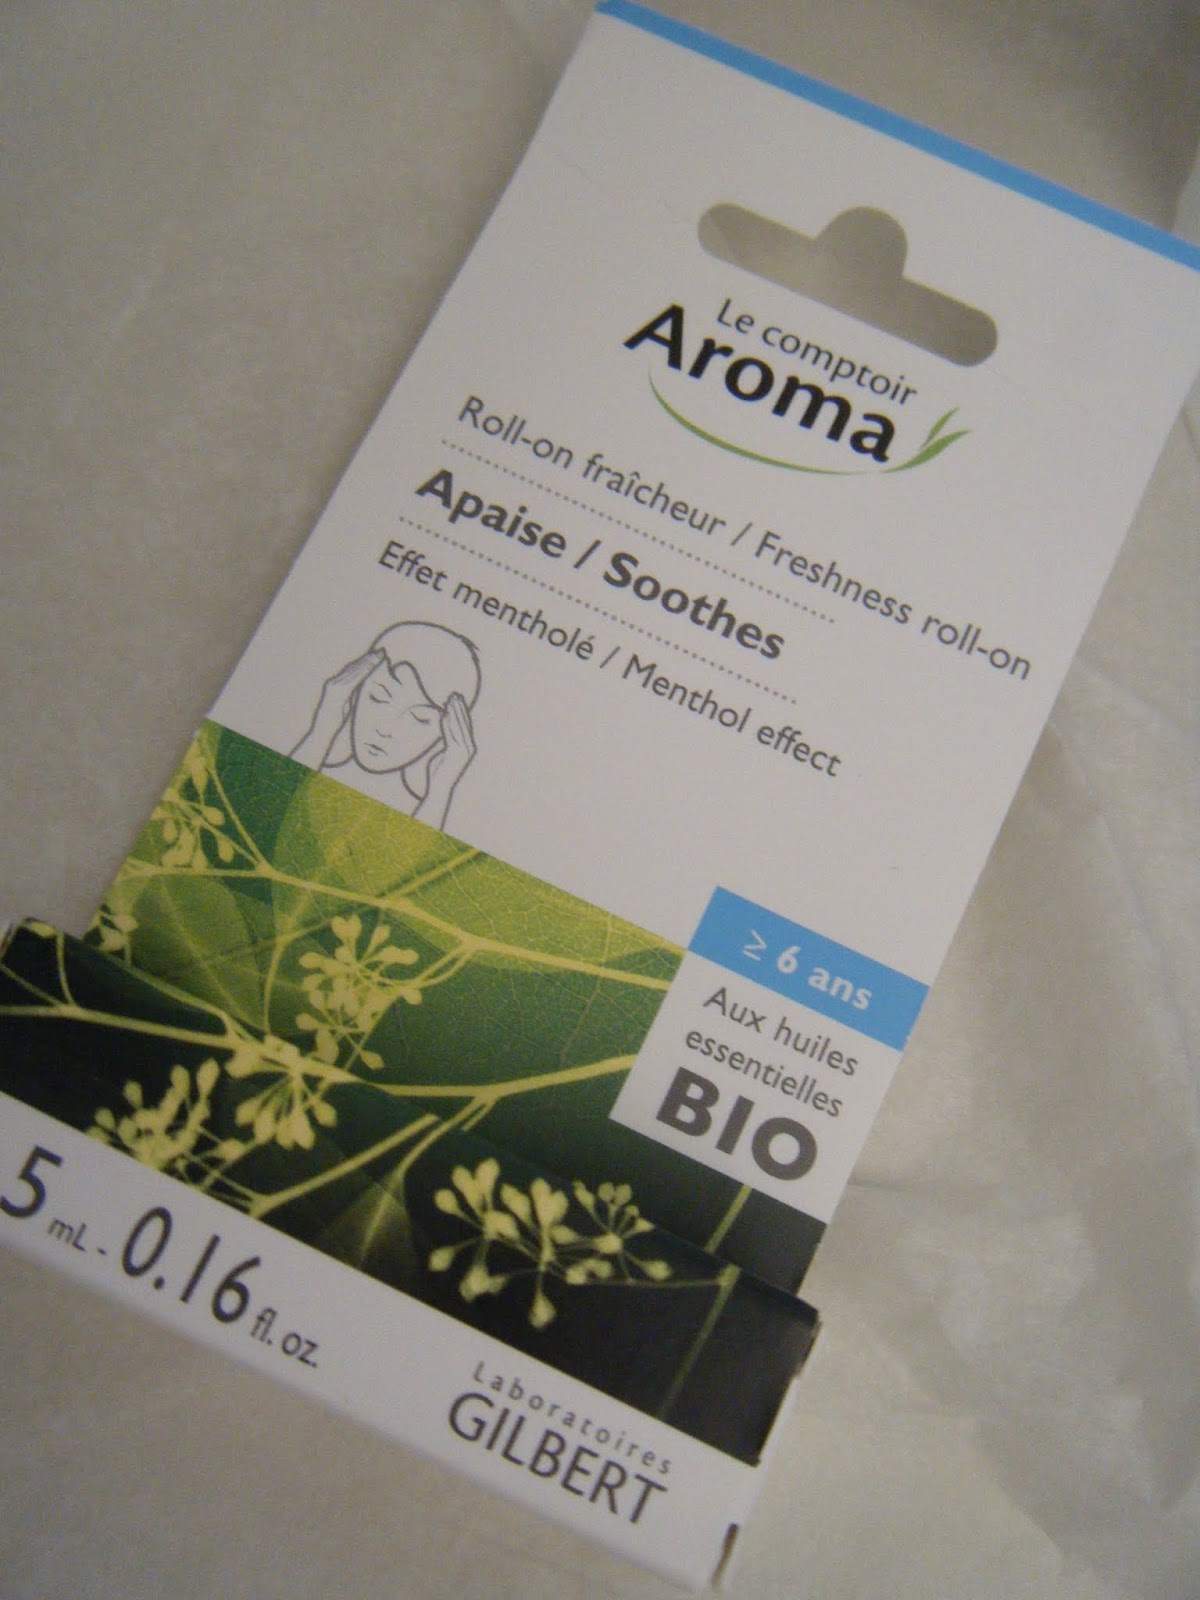 Le comptoir
Aroma
Roll-on fraîcheur / Freshness roll-on
Apaise / Soothes
Effet mentholé / Menthol effect
≥ 6 ans
Aux huiles
essentielles
BIO
5 mL - 0.16 fl. oz.
Laboratoires
GILBERT